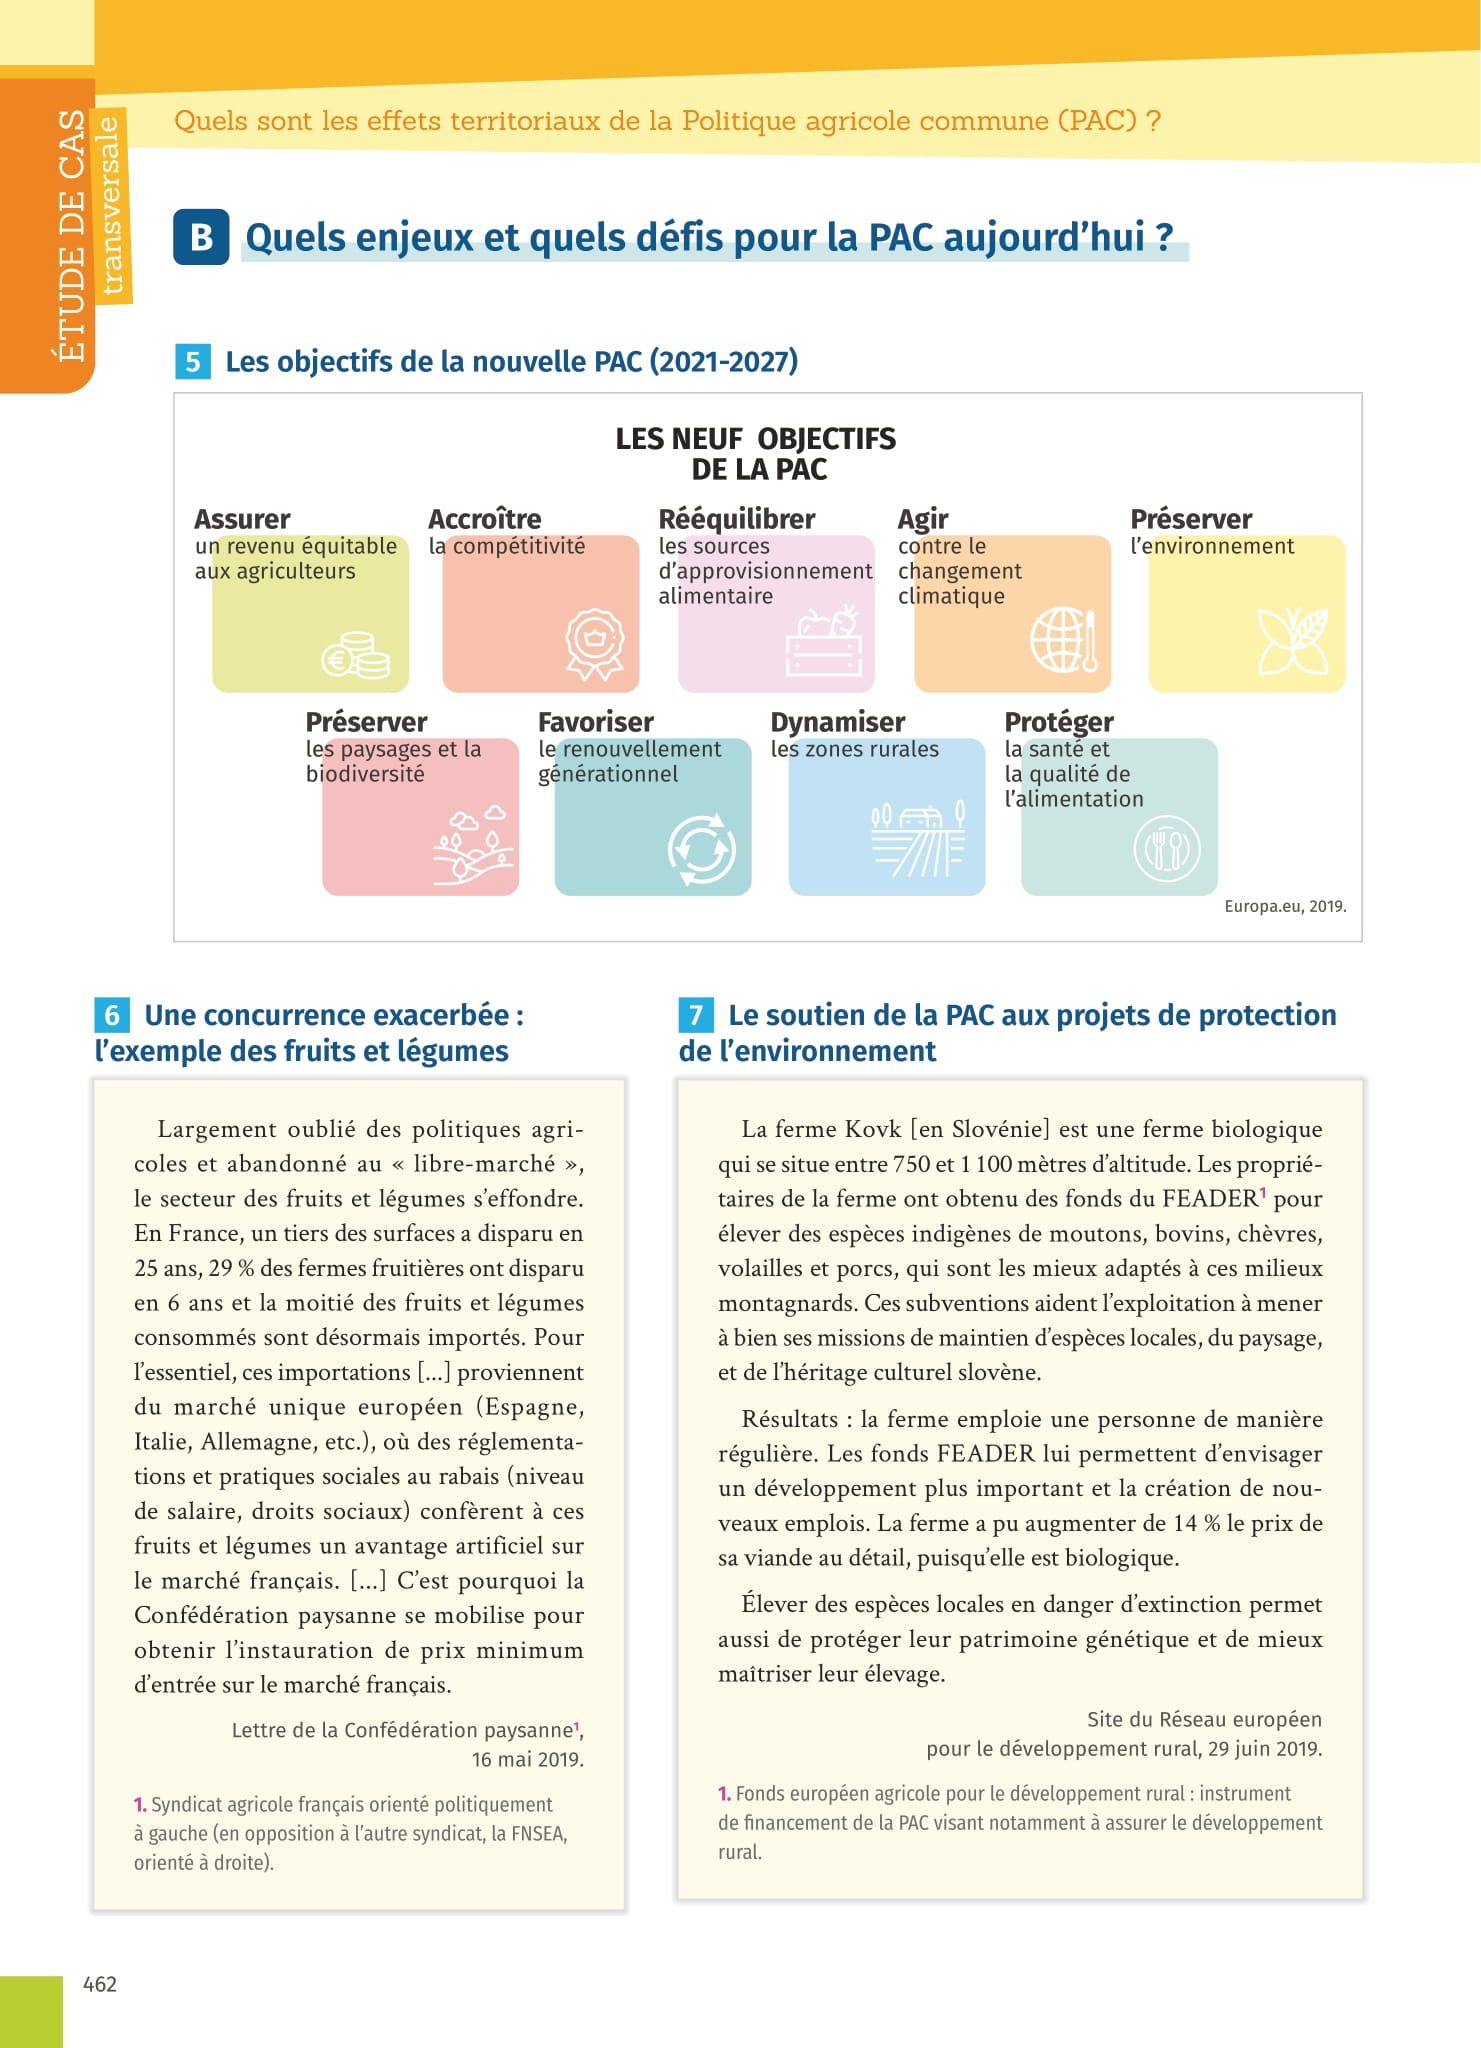 ÉTUDE DE CAS
transversale
Quels sont les effets territoriaux de la Politique agricole commune (PAC) ?
B Quels enjeux et quels défis pour la PAC aujourd'hui ?
5 Les objectifs de la nouvelle PAC (2021-2027)
LES NEUF OBJECTIFS
DE LA PAC
Assurer
un revenu équitable
aux agriculteurs
Accroître
la compétitivité
Rééquilibrer
les sources
d'approvisionnement
alimentaire
Agir
contre le
changement
climatique
Préserver
l'environnement
Préserver
les paysages et la
biodiversité
Favoriser
le renouvellement
générationnel
Dynamiser
les zones rurales
Protéger
la santé et
la qualité de
l'alimentation
Europa.eu, 2019.
6 Une concurrence exacerbée :
l'exemple des fruits et légumes
Largement oublié des politiques agri-
coles et abandonné au « libre-marché »,
le secteur des fruits et légumes s'effondre.
En France, un tiers des surfaces a disparu en
25 ans, 29 % des fermes fruitières ont disparu
en 6 ans et la moitié des fruits et légumes
consommés sont désormais importés. Pour
l'essentiel, ces importations [...] proviennent
du marché unique européen (Espagne,
Italie, Allemagne, etc.), où des réglementa-
tions et pratiques sociales au rabais (niveau
de salaire, droits sociaux) confèrent à ces
fruits et légumes un avantage artificiel sur
le marché français. [...] C'est pourquoi la
Confédération paysanne se mobilise pour
obtenir l'instauration de prix minimum
d'entrée sur le marché français.
Lettre de la Confédération paysanne¹,
16 mai 2019.
1. Syndicat agricole français orienté politiquement
à gauche (en opposition à l'autre syndicat, la FNSEA,
orienté à droite).
7 Le soutien de la PAC aux projets de protection
de l'environnement
La ferme Kovk [en Slovénie] est une ferme biologique
qui se situe entre 750 et 1 100 mètres d'altitude. Les proprié-
taires de la ferme ont obtenu des fonds du FEADER¹ pour
élever des espèces indigènes de moutons, bovins, chèvres,
volailles et porcs, qui sont les mieux adaptés à ces milieux
montagnards. Ces subventions aident l'exploitation à mener
à bien ses missions de maintien d'espèces locales, du paysage,
et de l'héritage culturel slovène.
Résultats : la ferme emploie une personne de manière
régulière. Les fonds FEADER lui permettent d'envisager
un développement plus important et la création de nou-
veaux emplois. La ferme a pu augmenter de 14 % le prix de
sa viande au détail, puisqu'elle est biologique.
Élever des espèces locales en danger d'extinction permet
aussi de protéger leur patrimoine génétique et de mieux
maîtriser leur élevage.
Site du Réseau européen
pour le développement rural, 29 juin 2019.
1. Fonds européen agricole pour le développement rural : instrument
de financement de la PAC visant notamment à assurer le développement
rural.
462